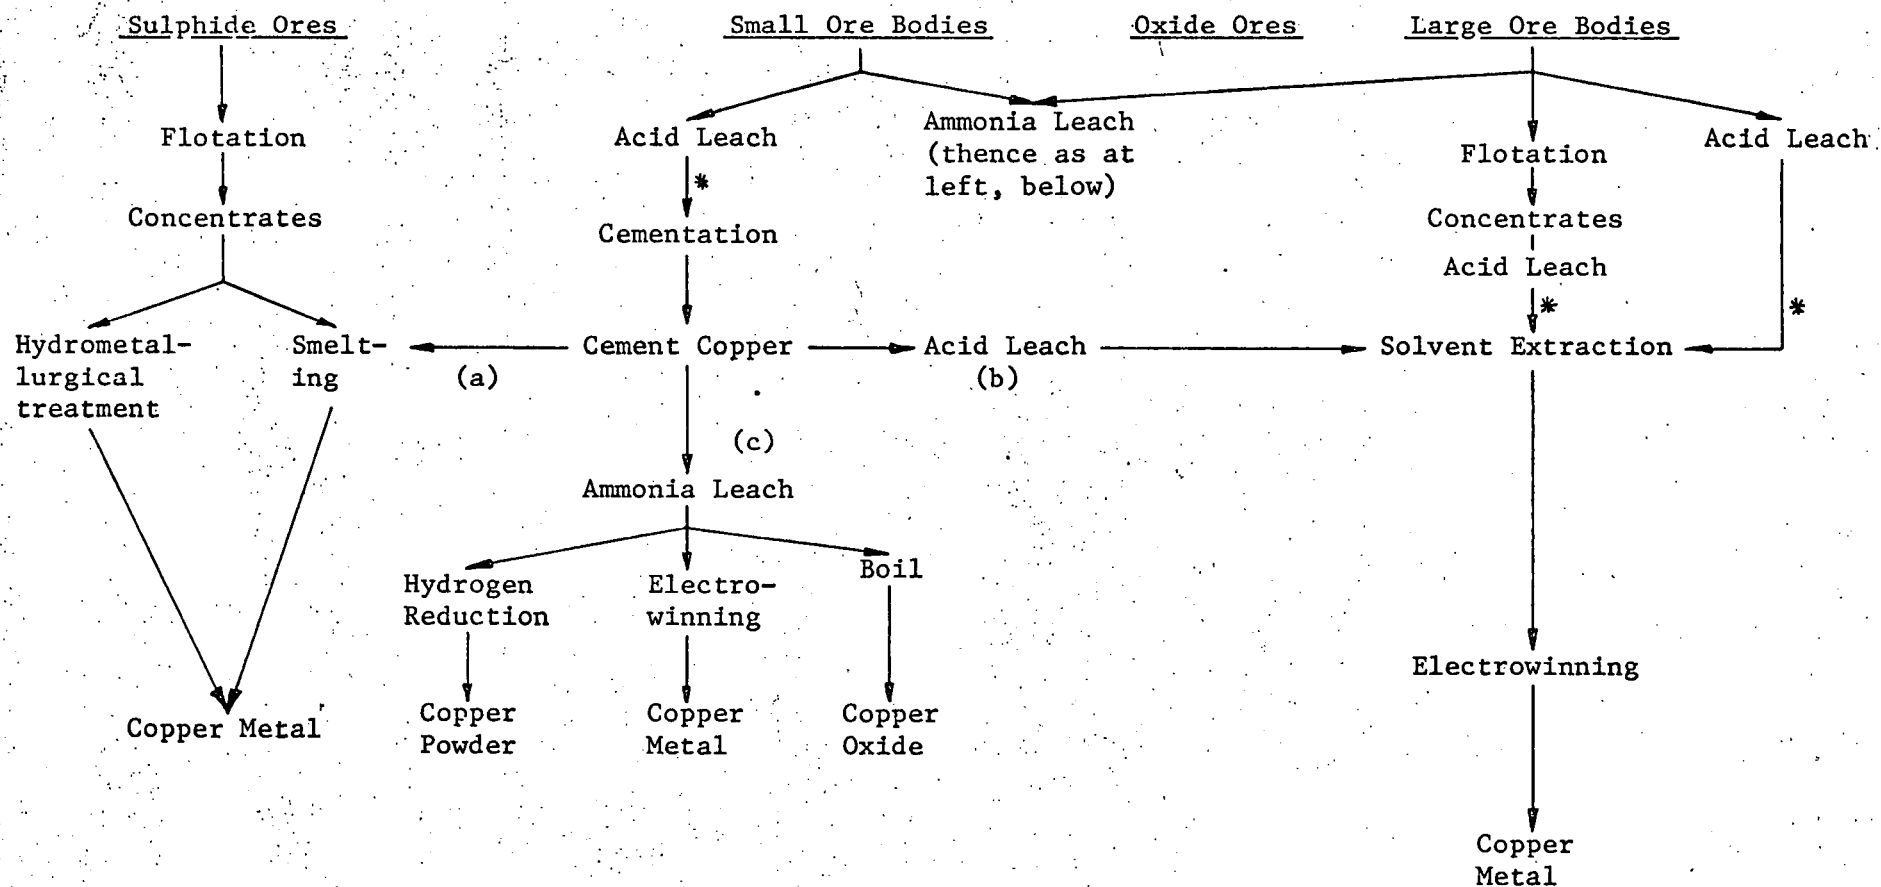 Sulphide Ores
Small Ore Bodies
Oxide Ores
Large Ore Bodies
Flotation
Concentrates
Hydrometal-
lurgical
treatment
Smelt-
ing
Copper Metal
Acid Leach
*
Cementation
Cement Copper
(a)
(b)
(c)
Ammonia Leach
(thence as at
left, below)
Acid Leach
Ammonia Leach
Hydrogen
Reduction
Electro-
winning
Boil
Copper
Powder
Copper
Metal
Copper
Oxide
Flotation
Concentrates
Acid Leach
*
Acid Leach
*
Solvent Extraction
Electrowinning
Copper
Metal